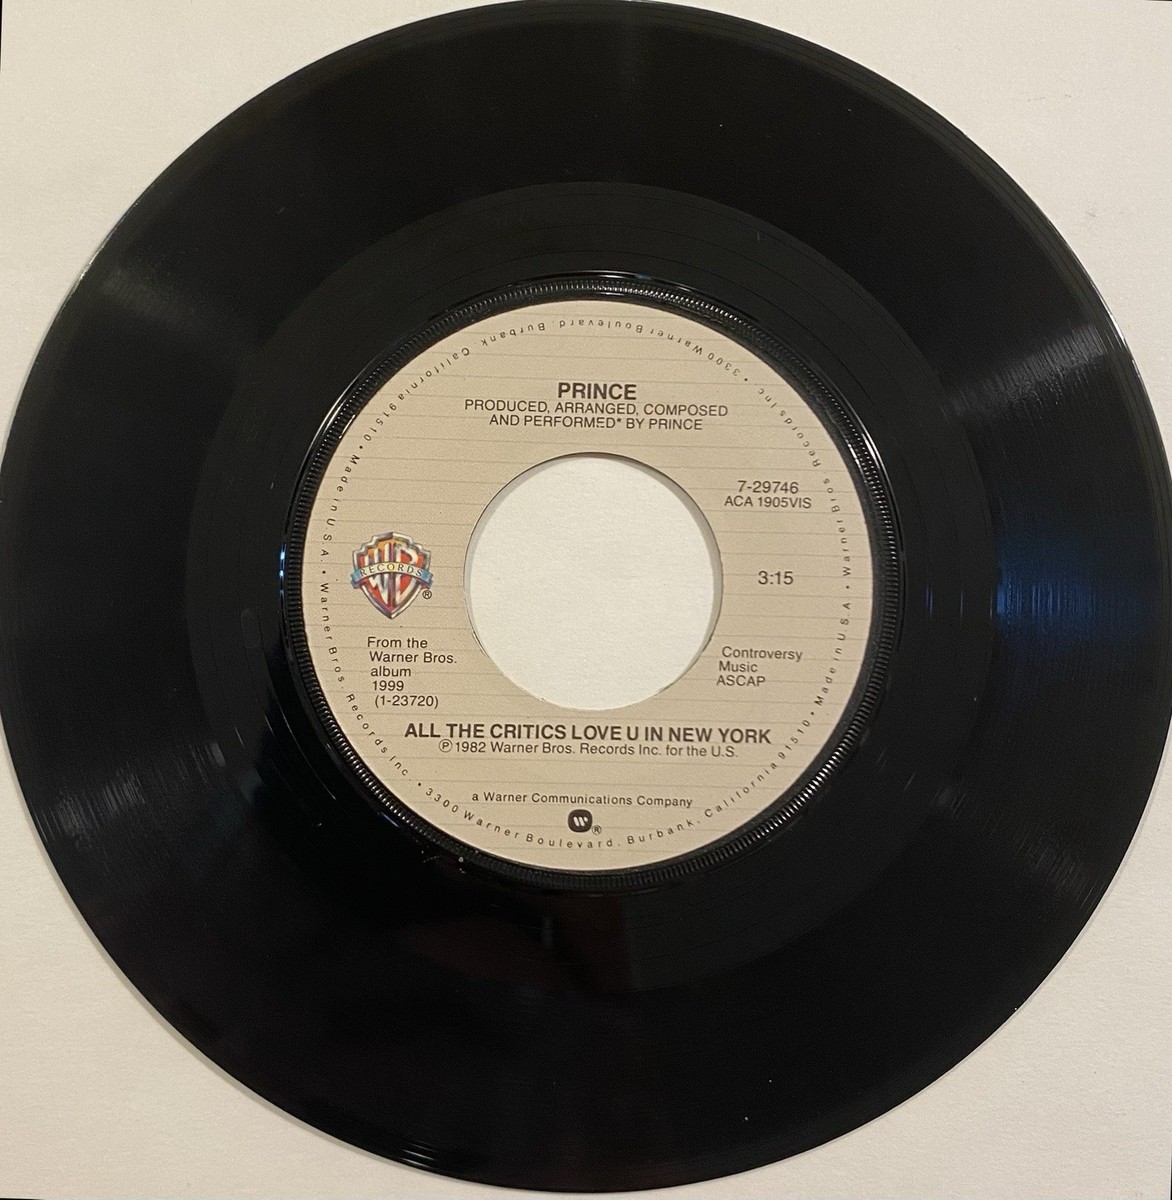 PRINCE
PRODUCED, ARRANGED, COMPOSED
AND PERFORMED* BY PRINCE
7-29746
ACA 1905VIS
3:15
RECORDS
®
From the
Warner Bros.
album
1999
(1-23720)
Controversy
Music
ASCAP
ALL THE CRITICS LOVE U IN NEW YORK
Ⓟ 1982 Warner Bros. Records Inc. for the U.S.
a Warner Communications Company
®
Warner Bros. Records Inc. • 3300 Warner Boulevard. Burbank, California 91510 • Made in U.S.A. •
Warner Bros. Records Inc. • 3300 Warner Boulevard. Burbank, California 91510 • Made in U.S.A. •